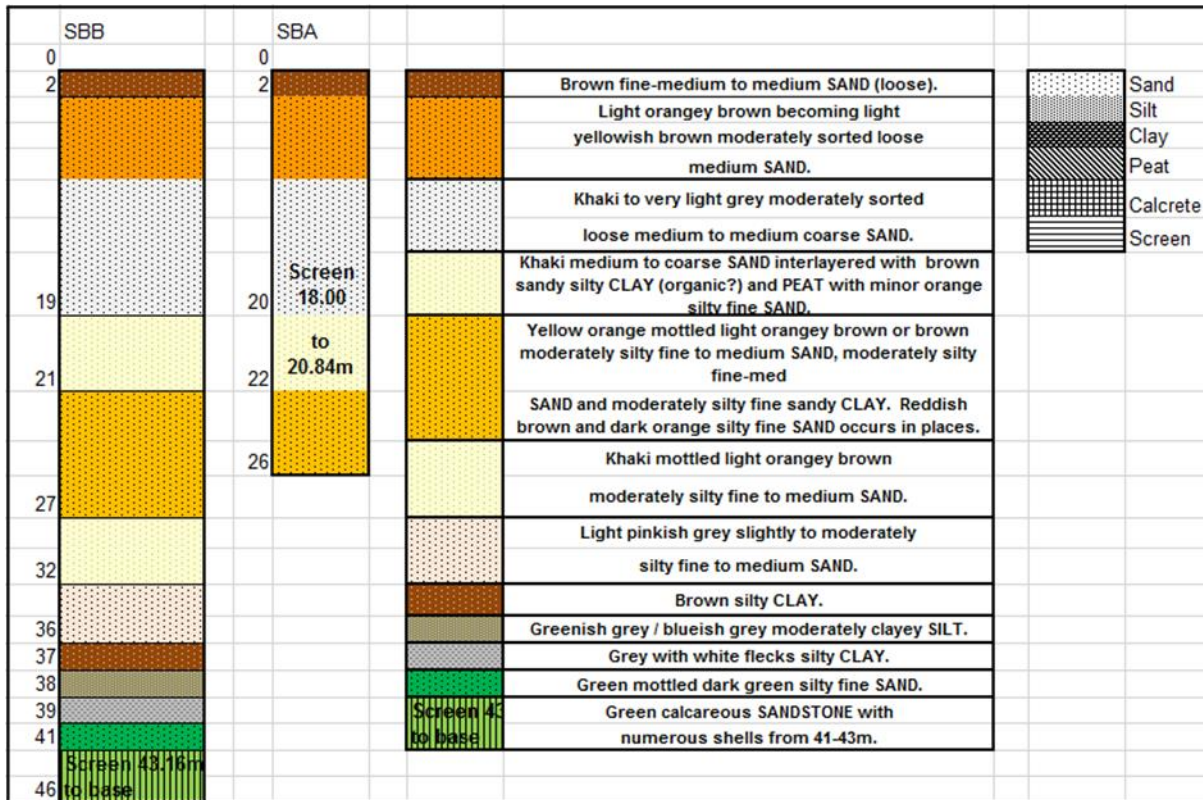 SBB SBA
0 0
2 2
Brown fine-medium to medium SAND (loose).
Light orangey brown becoming light
yellowish brown moderately sorted loose
medium SAND.
Khaki to very light grey moderately sorted
loose medium to medium coarse SAND.
Khaki medium to coarse SAND interlayered with brown
sandy silty CLAY (organic?) and PEAT with minor orange
silty fine SAND.
Yellow orange mottled light orangey brown or brown
moderately silty fine to medium SAND, moderately silty
fine-med
SAND and moderately silty fine sandy CLAY. Reddish
brown and dark orange silty fine SAND occurs in places.
Khaki mottled light orangey brown
moderately silty fine to medium SAND.
Light pinkish grey slightly to moderately
silty fine to medium SAND.
Brown silty CLAY.
Greenish grey / blueish grey moderately clayey SILT.
Grey with white flecks silty CLAY.
Green mottled dark green silty fine SAND.
Green calcareous SANDSTONE with
numerous shells from 41-43m.
Screen
18.00
to
20.84m
19
21
27
32
36
37
38
39
41
46
20
22
26
Screen 43.16m
to base
Screen 43
to base
Sand
Silt
Clay
Peat
Calcrete
Screen